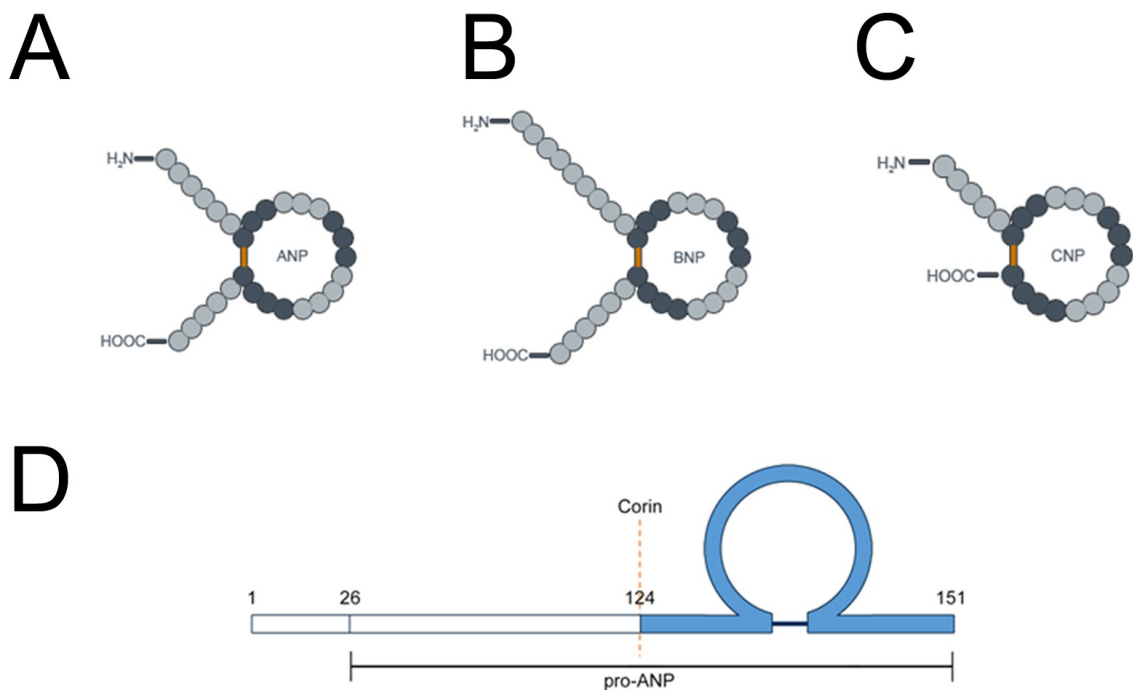 A
B
C
H₂N
ANP
HOOC
H₂N
BNP
HOOC
H₂N
CNP
HOOC
D
Corin
1
26
124
151
pro-ANP